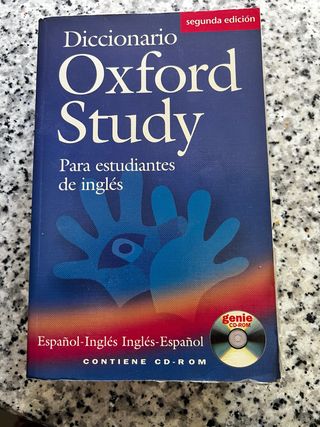 segunda edición
Diccionario
Oxford
Study
Para estudiantes
de inglés
genie
CD-ROM
Español-Inglés Inglés-Español
CONTIENE CD-ROM